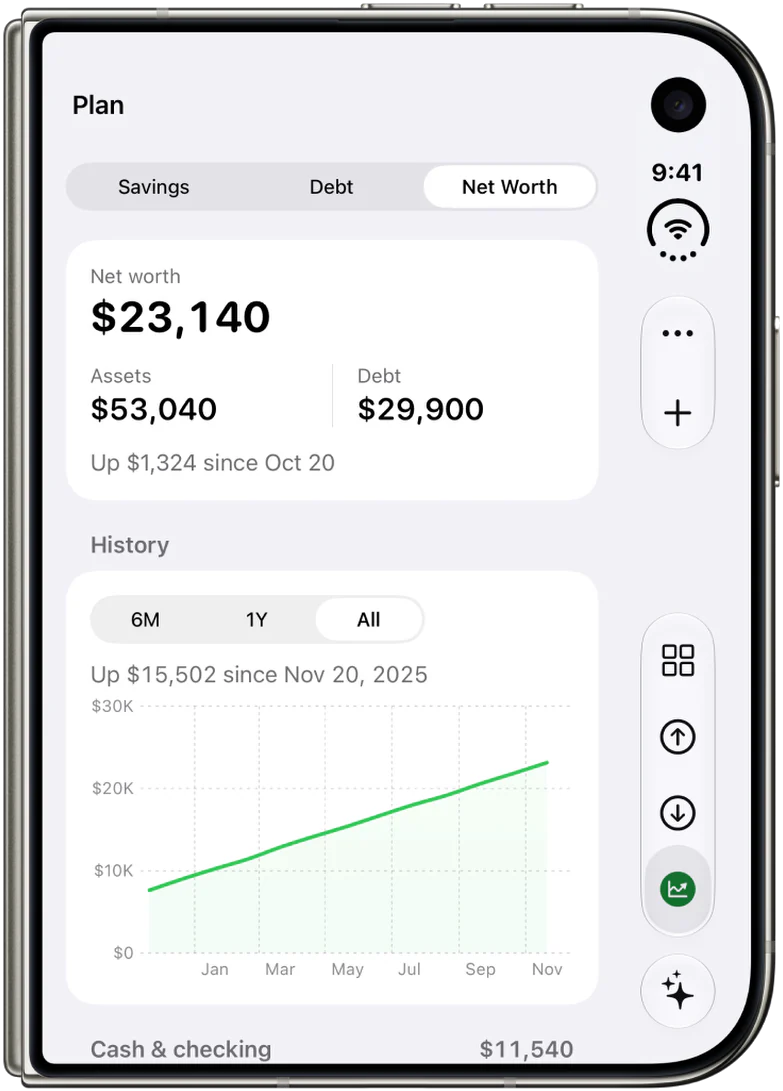 Plan
9:41
Savings Debt Net Worth
Net worth
$23,140
Assets Debt
$53,040 $29,900
Up $1,324 since Oct 20
History
6M 1Y All
Up $15,502 since Nov 20, 2025
$30K
$20K
$10K
$0
Jan Mar May Jul Sep Nov
Cash & checking $11,540